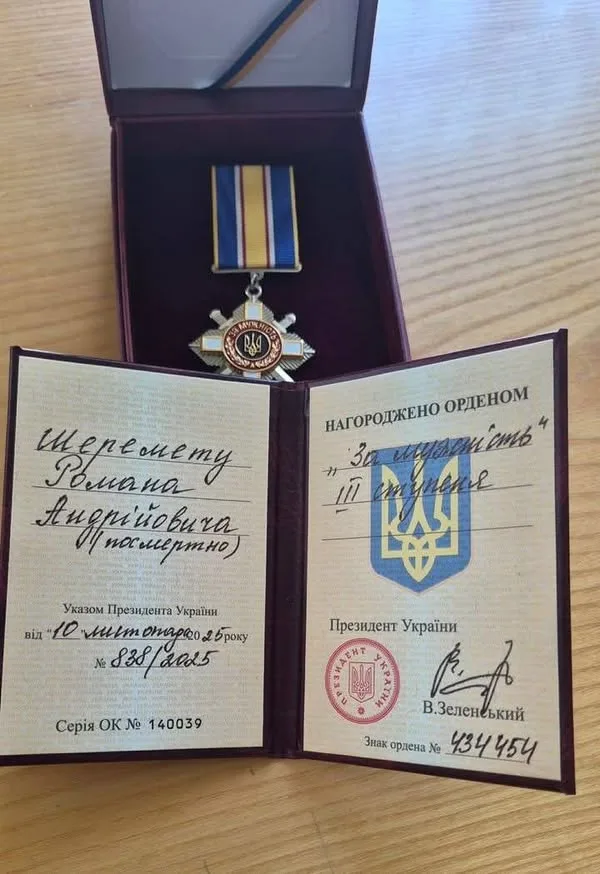 ЗА МУЖНІСТЬ
Шеремету
Романа
Андрійовича
(посмертно)
Указом Президента України
від "10" листопада 2025 року
№ 838/2025
Серія ОК № 140039
НАГОРОДЖЕНО ОРДЕНОМ
„За мужність"
III ступеня
Президент України
ПРЕЗИДЕНТ УКРАЇНИ
В.Зеленський
Знак ордена № 434454